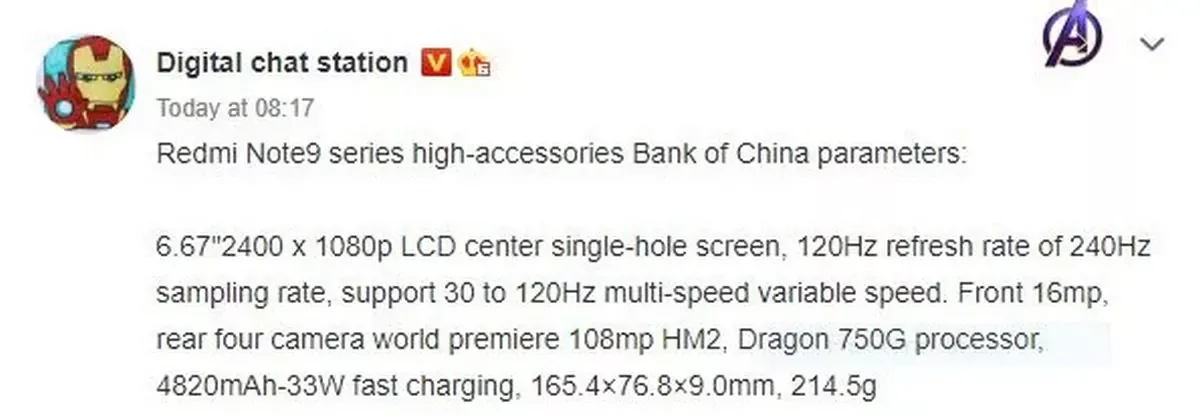 Digital chat station V 6
Today at 08:17
Redmi Note9 series high-accessories Bank of China parameters:
6.67"2400 x 1080p LCD center single-hole screen, 120Hz refresh rate of 240Hz
sampling rate, support 30 to 120Hz multi-speed variable speed. Front 16mp,
rear four camera world premiere 108mp HM2, Dragon 750G processor,
4820mAh-33W fast charging, 165.4×76.8×9.0mm, 214.5g